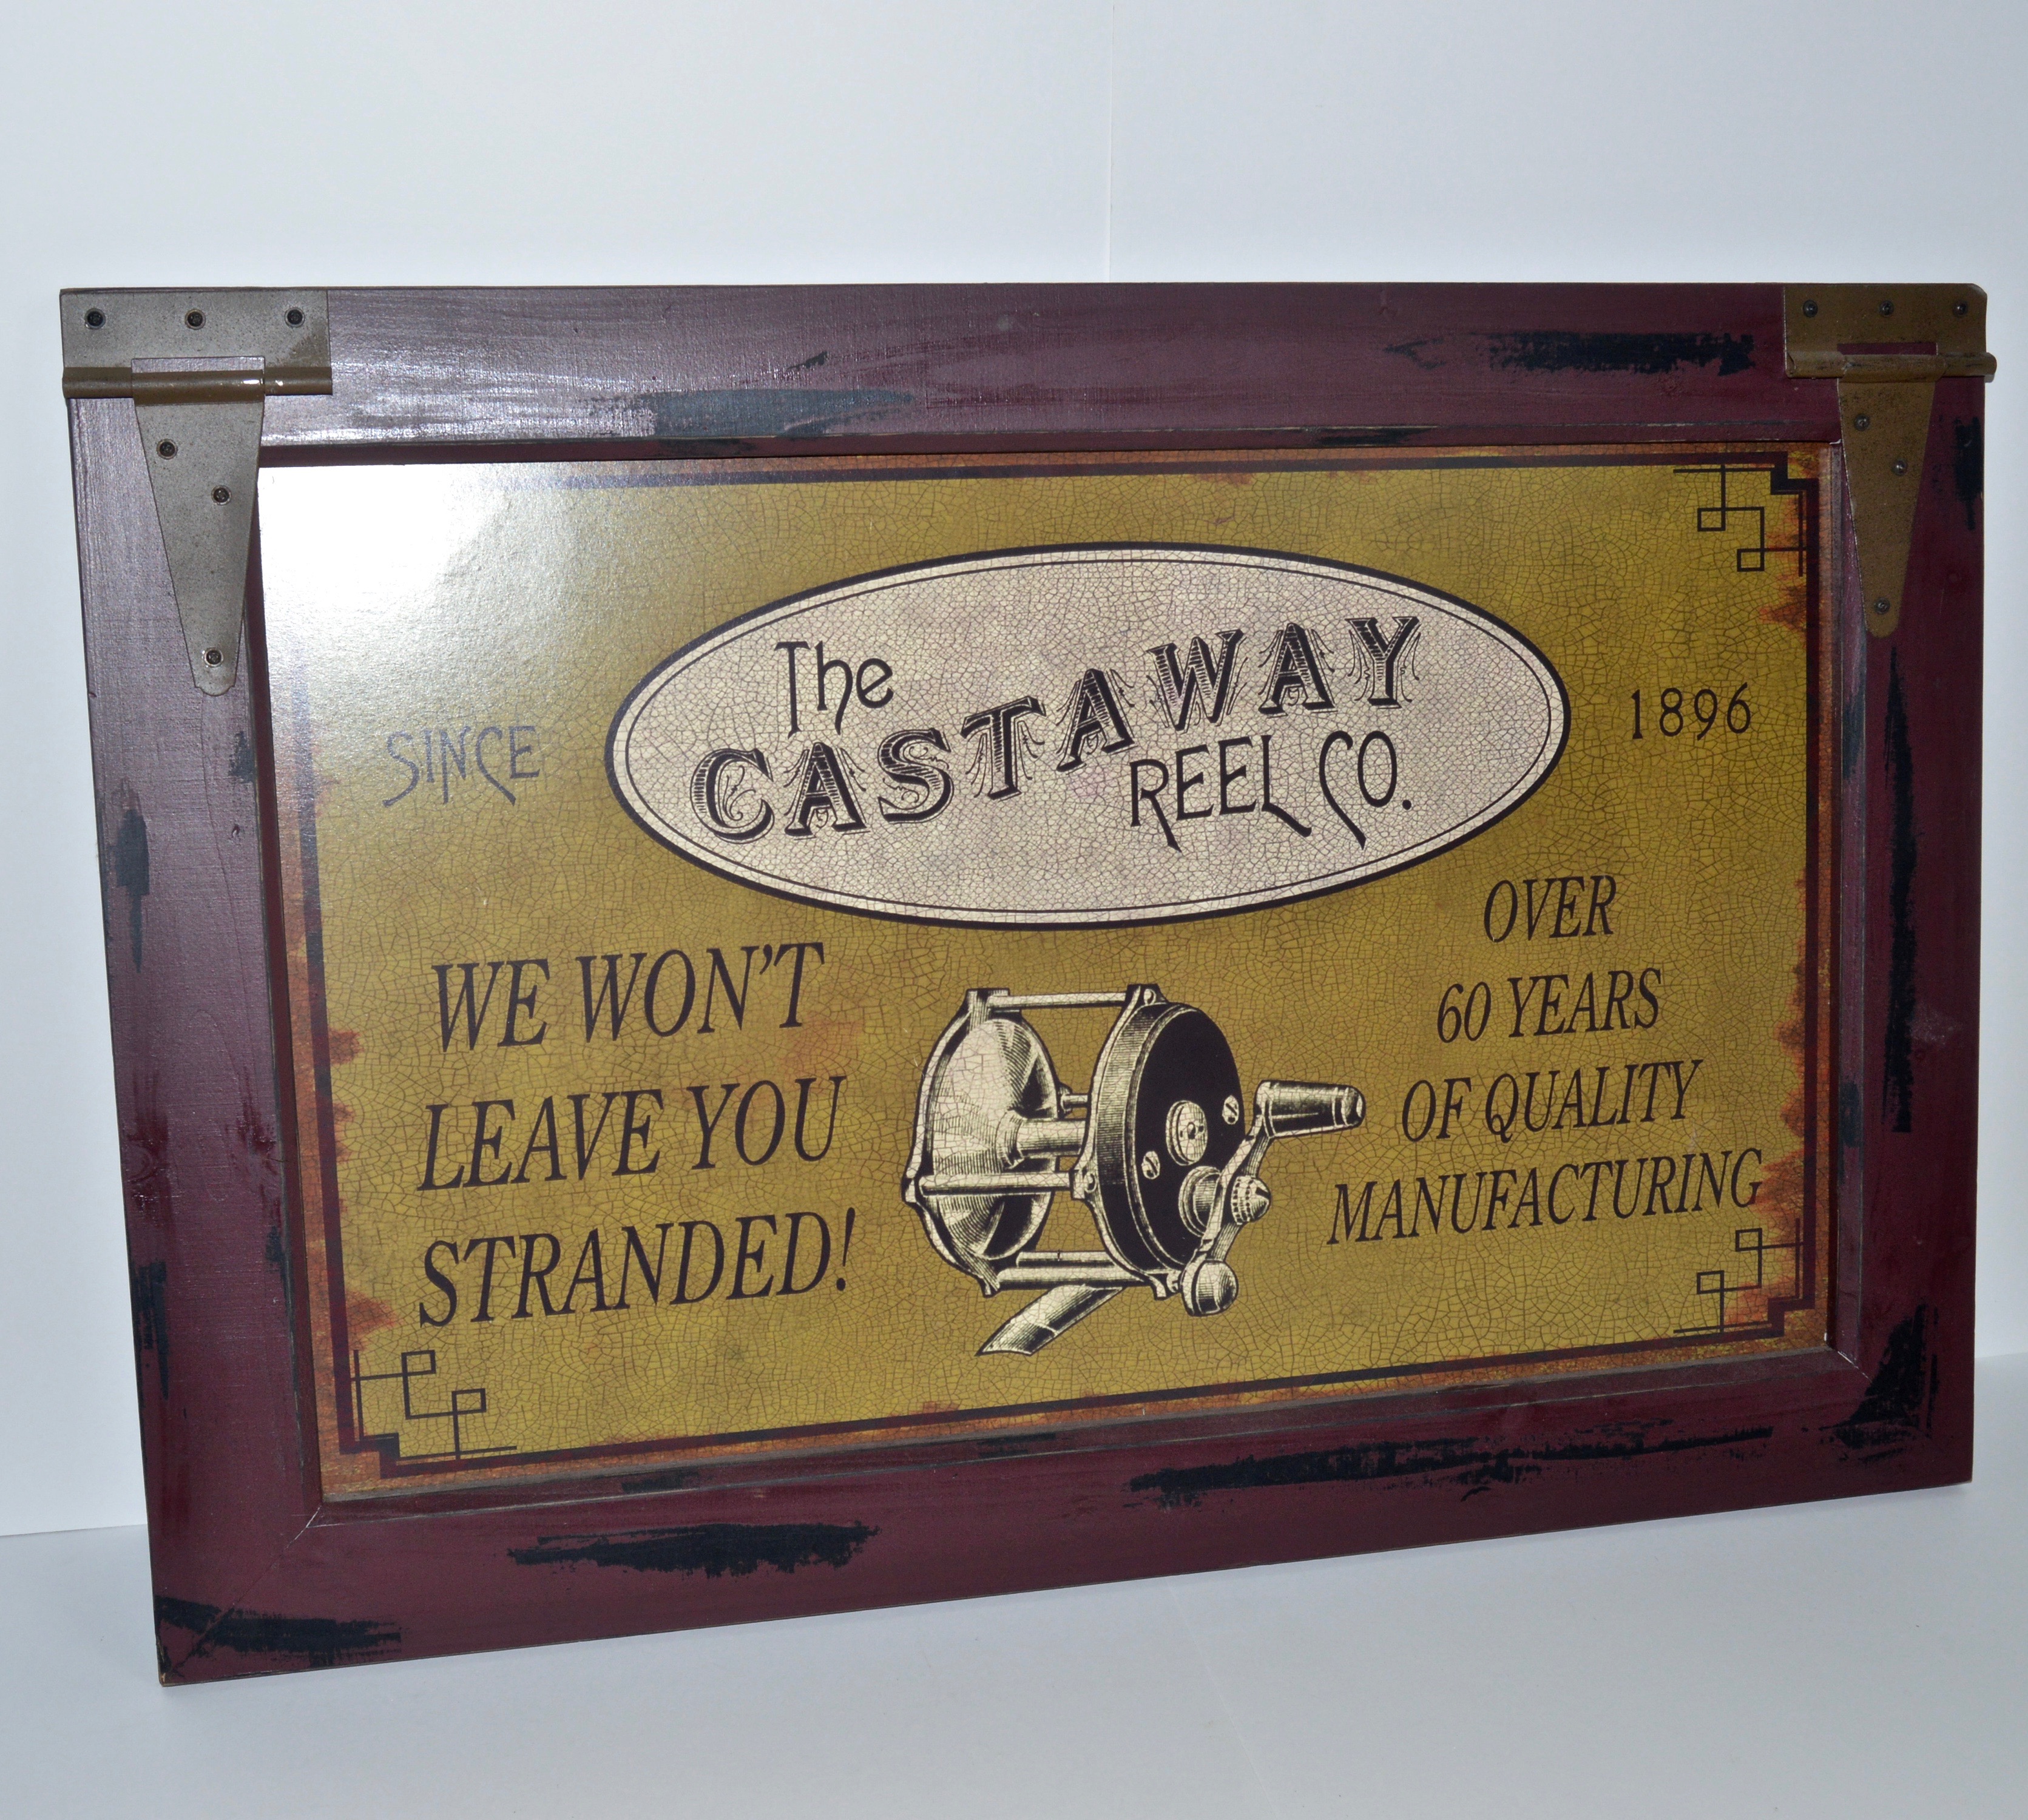 SINCE
The
CASTAWAY
REEL CO.
1896
WE WON'T
LEAVE YOU
STRANDED!
OVER
60 YEARS
OF QUALITY
MANUFACTURING